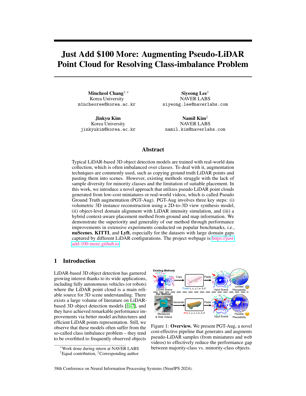 Just Add $100 More: Augmenting Pseudo-LiDAR
Point Cloud for Resolving Class-imbalance Problem
Mincheol Chang
Siyeong Lee
Korea University
NAVER LABS
mincheoree@korea.ac.kr
siyeong.lee@naverlabs.com
Jinkyu Kim
Namil Kim
Korea University
NAVER LABS
jinkyukim@korea.ac.kr
namil.kim@naverlabs.com
Abstract
Typical LiDAR-based 3D object detection models are trained with real-world data
collection, which is often imbalanced over classes. To deal with it, augmentation
techniques are commonly used, such as copying ground truth LiDAR points and
pasting them into scenes. However, existing methods struggle with the lack of
sample diversity for minority classes and the limitation of suitable placement. In
this work, we introduce a novel approach that utilizes pseudo LiDAR point clouds
generated from low-cost miniatures or real-world videos, which is called Pseudo
Ground Truth augmentation (PGT-Aug). PGT-Aug involves three key steps: (i)
volumetric 3D instance reconstruction using a 2D-to-3D view synthesis model,
(ii) object-level domain alignment with LiDAR intensity simulation, and (iii) a
hybrid context-aware placement method from ground and map information. We
demonstrate the superiority and generality of our method through performance
improvements in extensive experiments conducted on popular benchmarks, i.e.,
nuScenes, KITTI, and Lyft, especially for the datasets with large domain gaps
captured by different LiDAR configurations. The project webpage is https://just-
add-100-more.github.io
1 Introduction
LiDAR-based 3D object detection has gathered
growing interest thanks to its wide applications,
including fully autonomous vehicles (or robots)
where the LiDAR point cloud is a main reli-
able source for 3D scene understanding. There
exists a large volume of literature on LiDAR-
based 3D object detection models
they have achieved remarkable performance im-
provements via better model architectures and
efficient LiDAR points representation. Still, we
observe that these models often suffer from the
so-called class imbalance problem – they tend
to be overfitted to frequently observed objects
Existing Methods
Figure 1: Overview. We present PGT-Aug, a novel
cost-effective pipeline that generates and augments
pseudo-LiDAR samples (from miniatures and web
videos) to effectively reduce the performance gap
between majority-class vs. minority-class objects.
*Work done during intern at NAVER LABS
†Equal contribution, ‡Corresponding author
38th Conference on Neural Information Processing Systems (NeurIPS 2024).